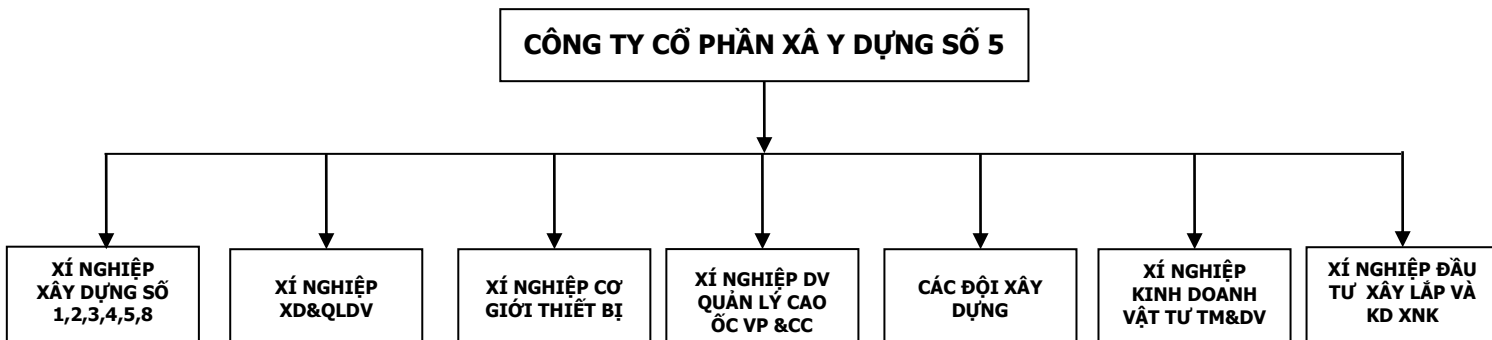 CÔNG TY CỔ PHẦN XÂ Y DỰNG SỐ 5
XÍ NGHIỆP
XÂY DỰNG SỐ
1,2,3,4,5,8
XÍ NGHIỆP
XD&QLDV
XÍ NGHIỆP CƠ
GIỚI THIẾT BỊ
XÍ NGHIỆP DV
QUẢN LÝ CAO
ỐC VP &CC
CÁC ĐỘI XÂY
DỰNG
XÍ NGHIỆP
KINH DOANH
VẬT TƯ TM&DV
XÍ NGHIỆP ĐẦU
TƯ XÂY LẮP VÀ
KD XNK